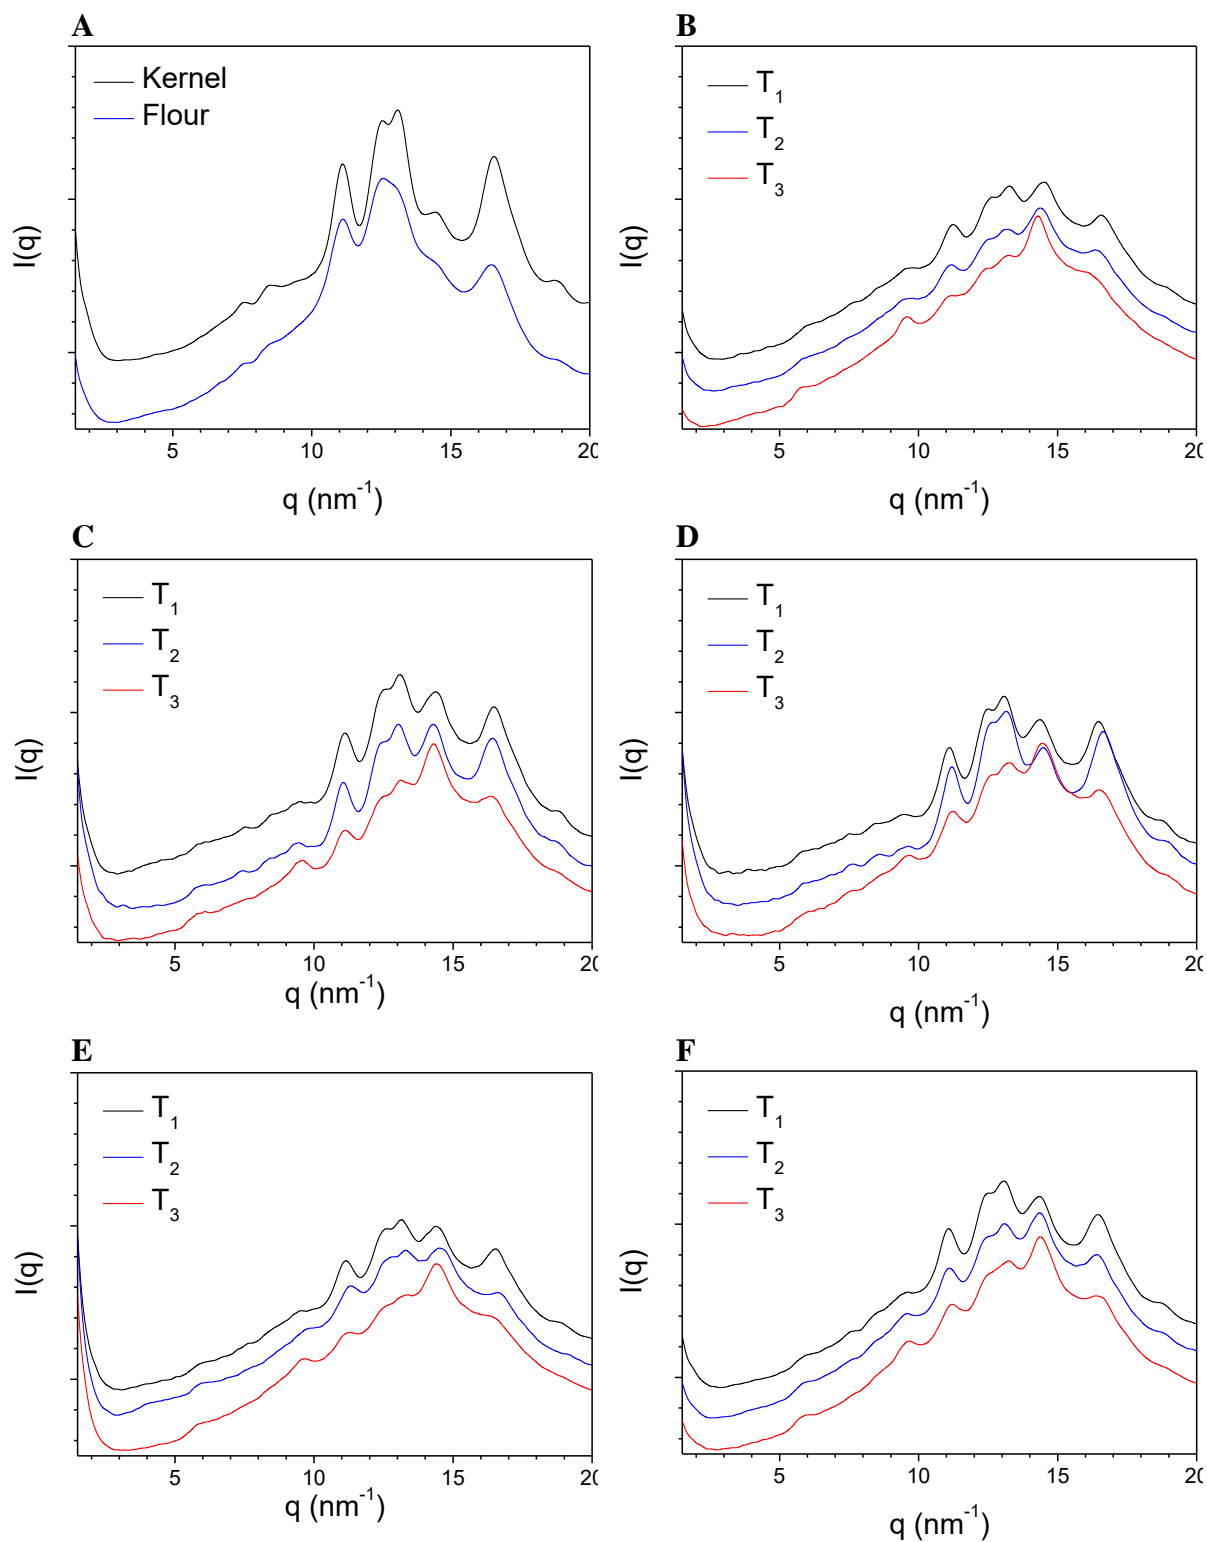 A
Kernel
Flour
I(q)
5 10 15 20
q (nm⁻¹)
B
T₁
T₂
T₃
I(q)
5 10 15 20
q (nm⁻¹)
C
T₁
T₂
T₃
I(q)
5 10 15 20
q (nm⁻¹)
D
T₁
T₂
T₃
I(q)
5 10 15 20
q (nm⁻¹)
E
T₁
T₂
T₃
I(q)
5 10 15 20
q (nm⁻¹)
F
T₁
T₂
T₃
I(q)
5 10 15 20
q (nm⁻¹)